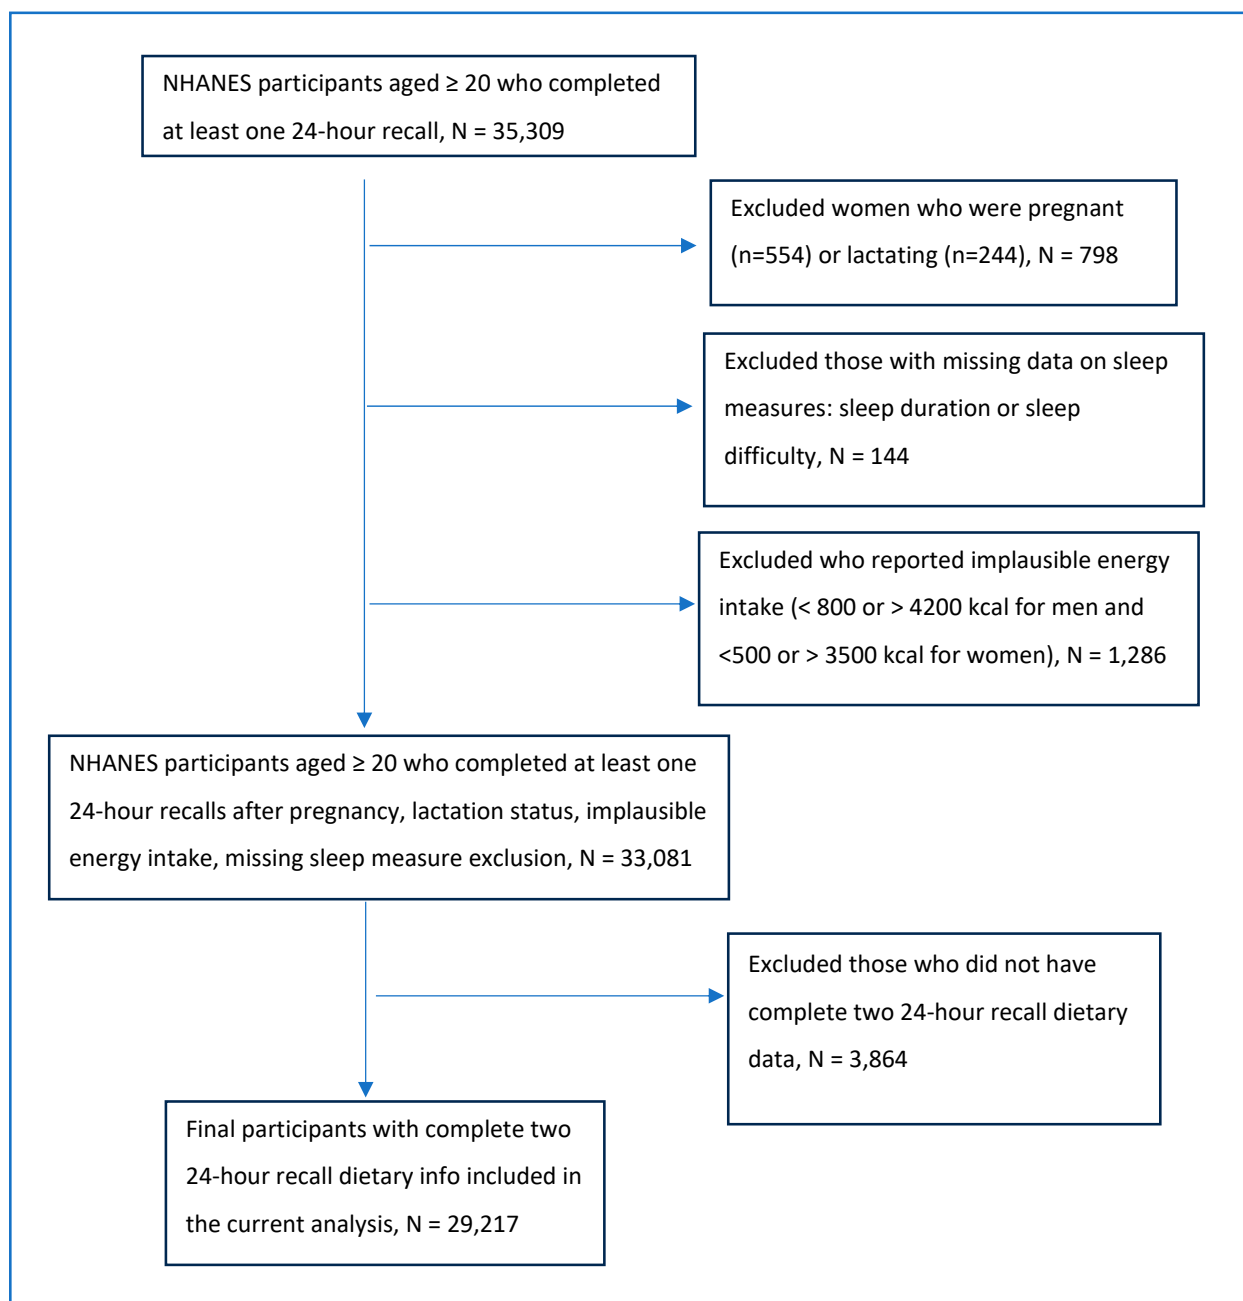 NHANES participants aged ≥ 20 who completed
at least one 24-hour recall, N = 35,309
Excluded women who were pregnant
(n=554) or lactating (n=244), N = 798
Excluded those with missing data on sleep
measures: sleep duration or sleep
difficulty, N = 144
Excluded who reported implausible energy
intake (< 800 or > 4200 kcal for men and
<500 or > 3500 kcal for women), N = 1,286
NHANES participants aged ≥ 20 who completed at least one
24-hour recalls after pregnancy, lactation status, implausible
energy intake, missing sleep measure exclusion, N = 33,081
Excluded those who did not have
complete two 24-hour recall dietary
data, N = 3,864
Final participants with complete two
24-hour recall dietary info included in
the current analysis, N = 29,217